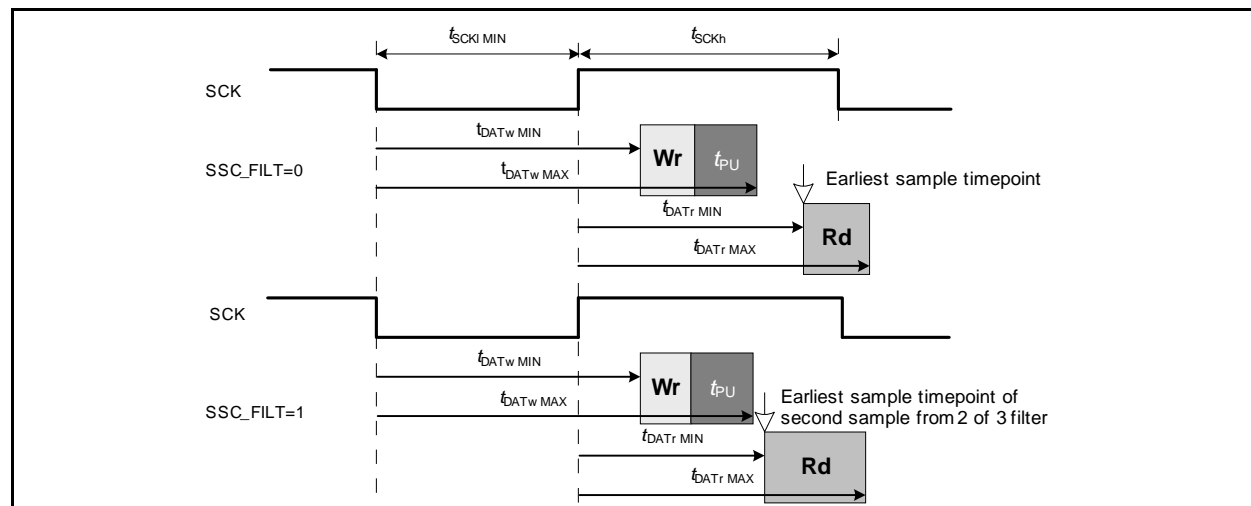 tSCKl MIN tSCKh
SCK
tDATw MIN
Wr tPU
SSC_FILT=0
tDATw MAX
Earliest sample timepoint
tDATr MIN
Rd
tDATr MAX
SCK
tDATw MIN
Wr tPU
SSC_FILT=1
tDATw MAX
Earliest sample timepoint of
second sample from 2 of 3 filter
tDATr MIN
Rd
tDATr MAX